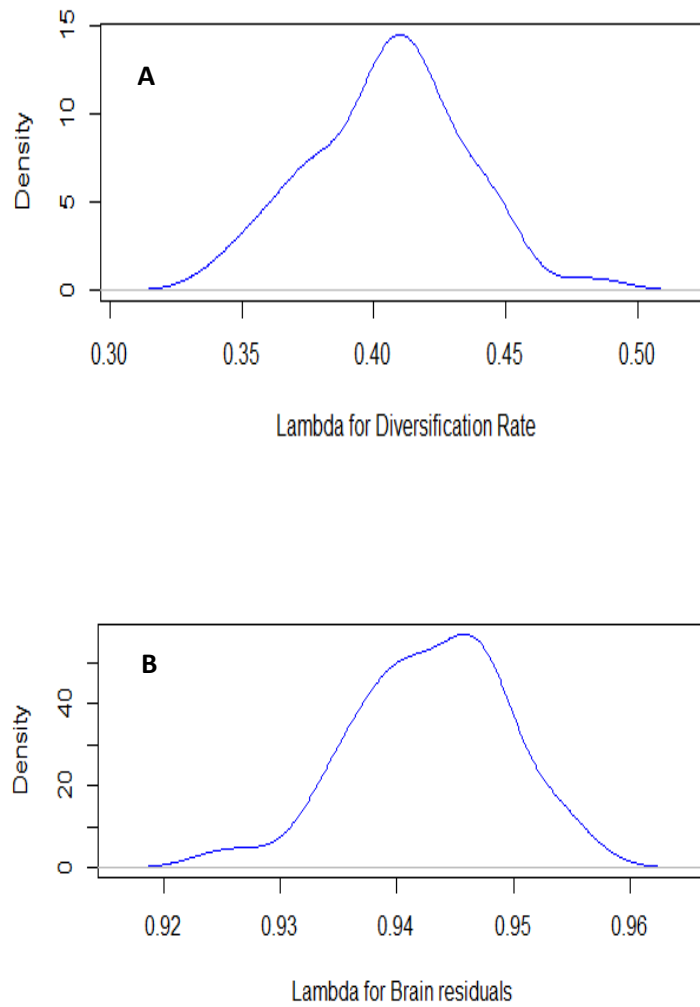 A
Density
15
10
5
0
0.30 0.35 0.40 0.45 0.50
Lambda for Diversification Rate
B
Density
40
20
0
0.92 0.93 0.94 0.95 0.96
Lambda for Brain residuals